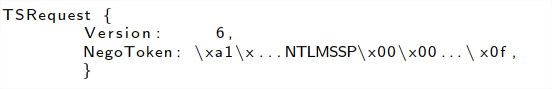 TSRequest {
Version: 6,
NegoToken: \xa1\x...NTLMSSP\x00\x00...\x0f,
}